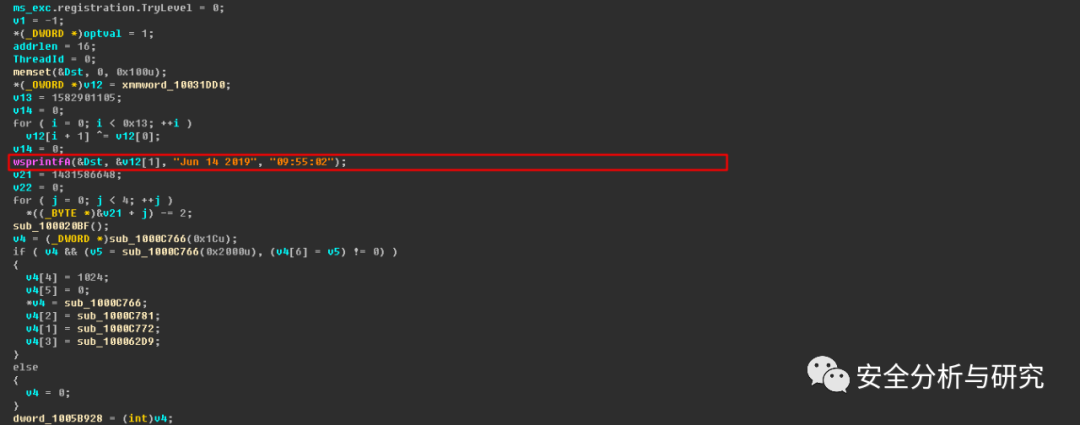 ms_exc.registration.TryLevel = 0;
v1 = -1;
*(_DWORD *)optval = 1;
addrlen = 16;
ThreadId = 0;
memset(&Dst, 0, 0x100u);
*(_OWORD *)v12 = xmmword_10031DD0;
v13 = 1582901105;
v14 = 0;
for ( i = 0; i < 0x13; ++i )
v12[i + 1] ^= v12[0];
v14 = 0;
wsprintfA(&Dst, &v12[1], "Jun 14 2019", "09:55:02");
v21 = 1431586648;
v22 = 0;
for ( j = 0; j < 4; ++j )
*((_BYTE *)&v21 + j) -= 2;
sub_100020BF();
v4 = (_DWORD *)sub_1000C766(0x1Cu);
if ( v4 && (v5 = sub_1000C766(0x2000u), (v4[6] = v5) != 0) )
{
v4[4] = 1024;
v4[5] = 0;
*v4 = sub_1000C766;
v4[2] = sub_1000C781;
v4[1] = sub_1000C772;
v4[3] = sub_100062D9;
}
else
{
v4 = 0;
}
dword_1005B928 = (int)v4;
安全分析与研究